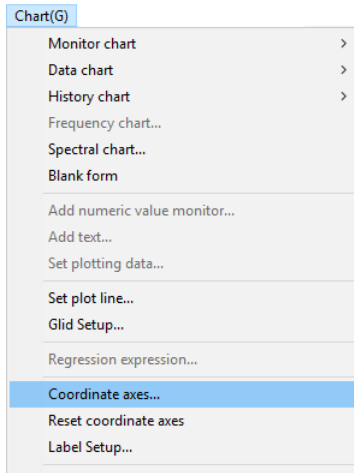 Chart(G)
Monitor chart
Data chart
History chart
Frequency chart...
Spectral chart...
Blank form
Add numeric value monitor...
Add text...
Set plotting data...
Set plot line...
Glid Setup...
Regression expression...
Coordinate axes...
Reset coordinate axes
Label Setup...